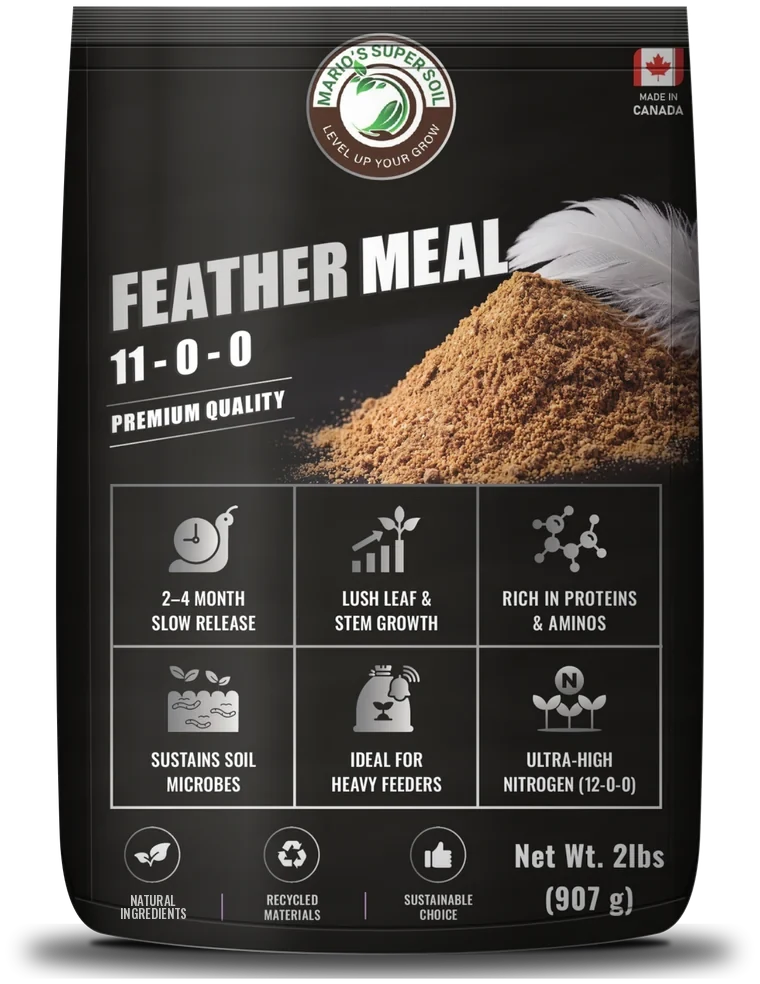 MARIO'S SUPER SOIL
LEVEL UP YOUR GROW
MADE IN
CANADA
FEATHER MEAL
11-0-0
PREMIUM QUALITY
2–4 MONTH
SLOW RELEASE
LUSH LEAF &
STEM GROWTH
RICH IN PROTEINS
& AMINOS
SUSTAINS SOIL
MICROBES
IDEAL FOR
HEAVY FEEDERS
N
ULTRA-HIGH
NITROGEN (12-0-0)
NATURAL
INGREDIENTS
RECYCLED
MATERIALS
SUSTAINABLE
CHOICE
Net Wt. 2lbs
(907 g)